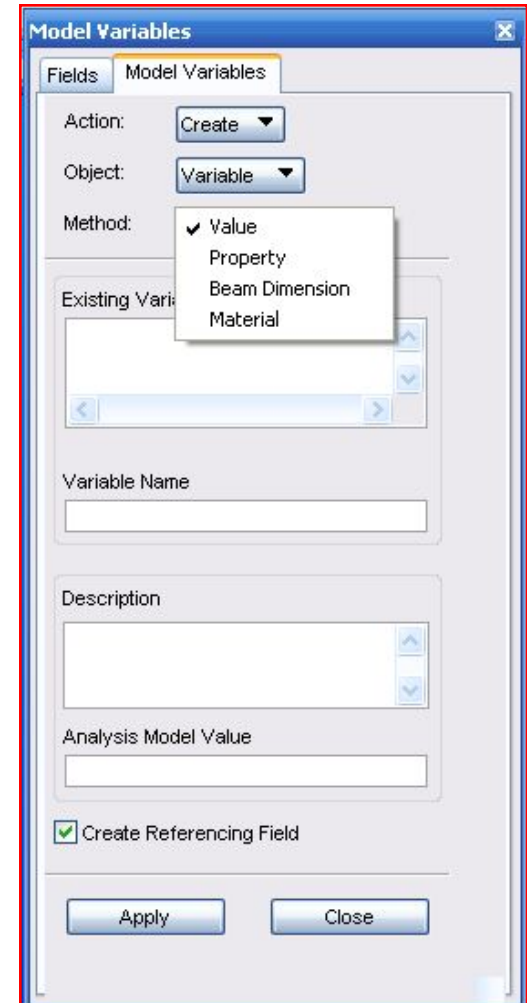 Model Variables
Fields Model Variables
Action: Create
Object: Variable
Method: Value
Property
Beam Dimension
Material
Existing Vari
Variable Name
Description
Analysis Model Value
Create Referencing Field
Apply Close